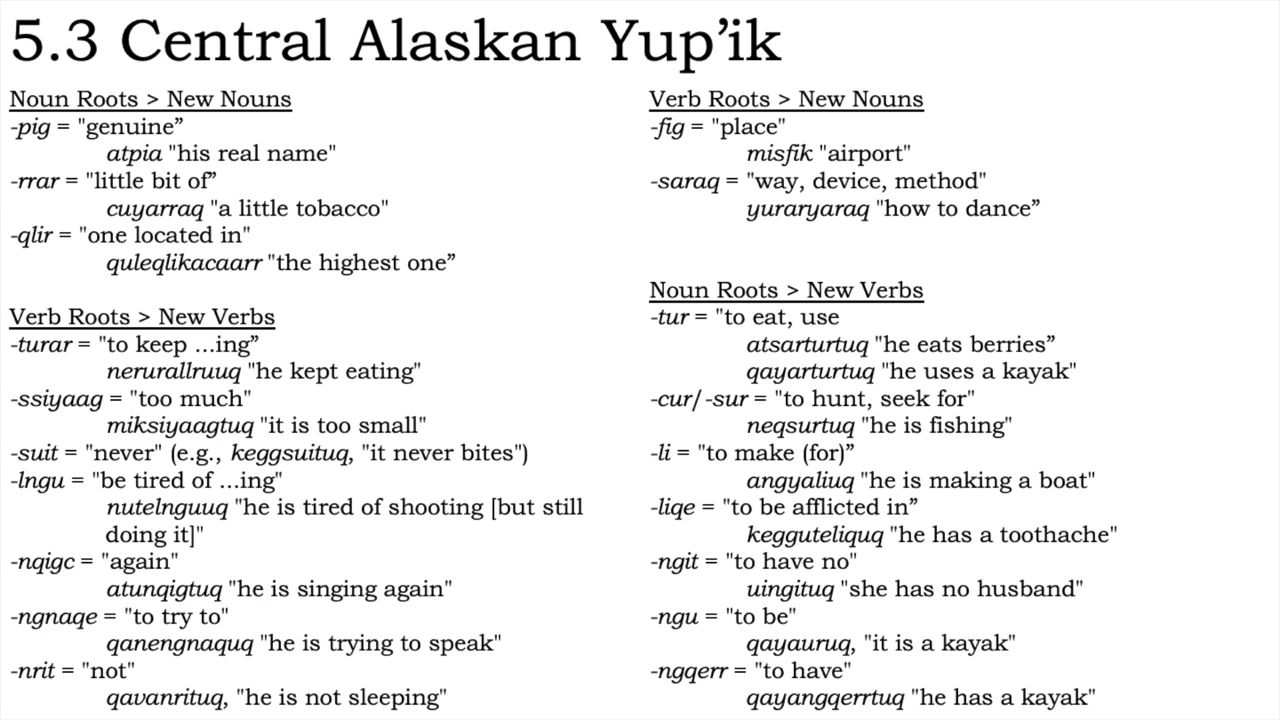 5.3 Central Alaskan Yup’ik
Noun Roots > New Nouns
-pig = "genuine”
atpia "his real name"
-rrar = "little bit of”
cuyarraq "a little tobacco"
-qlir = "one located in"
quleqlikacaarr "the highest one”
Verb Roots > New Verbs
-turar = "to keep ...ing”
nerurallruuq "he kept eating"
-ssiyaag = "too much"
miksiyaagtuq "it is too small"
-suit = "never" (e.g., keggsuituq, "it never bites")
-lngu = "be tired of ...ing"
nutelnguuq "he is tired of shooting [but still
doing it]"
-nqigc = "again"
atunqigtuq "he is singing again"
-ngnaqe = "to try to"
qanengnaquq "he is trying to speak"
-nrit = "not"
qavanrituq, "he is not sleeping"
Verb Roots > New Nouns
-fig = "place"
misfik "airport"
-saraq = "way, device, method"
yuraryaraq "how to dance”
Noun Roots > New Verbs
-tur = "to eat, use
atsarturtuq "he eats berries”
qayarturtuq "he uses a kayak"
-cur/-sur = "to hunt, seek for"
neqsurtuq "he is fishing"
-li = "to make (for)”
angyaliuq "he is making a boat"
-liqe = "to be afflicted in”
kegguteliquq "he has a toothache"
-ngit = "to have no"
uingituq "she has no husband"
-ngu = "to be"
qayauruq, "it is a kayak"
-ngqerr = "to have"
qayangqerrtuq "he has a kayak"